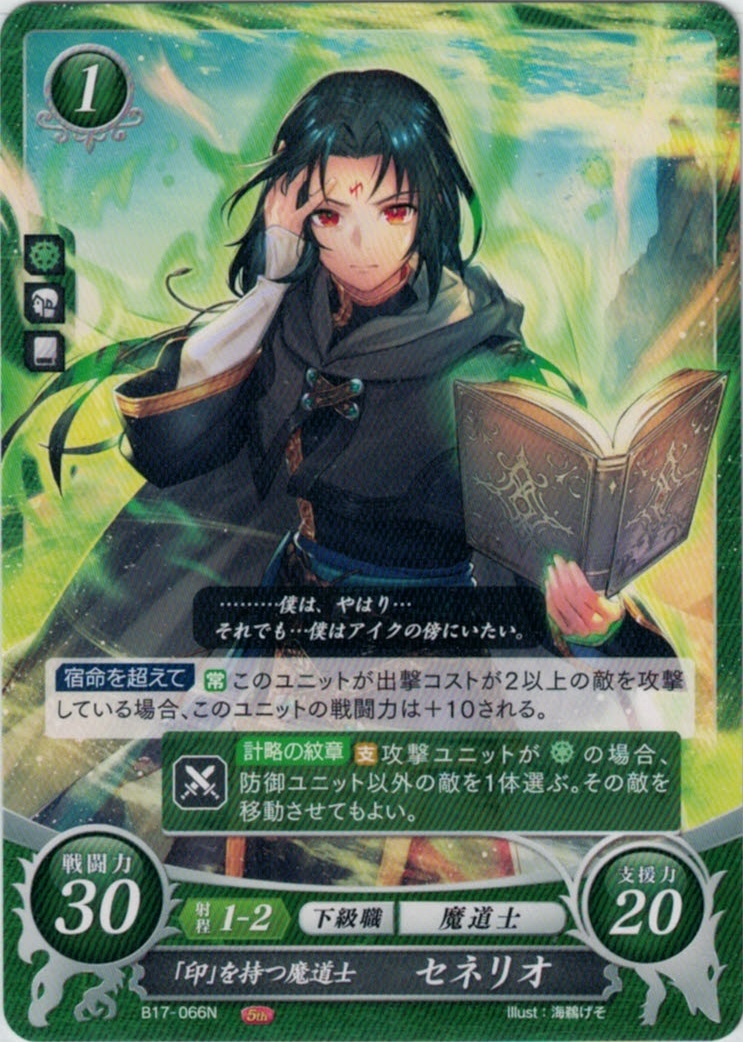 1
………僕は、やはり…
それでも…僕はアイクの傍にいたい。
宿命を超えて 常 このユニットが出撃コストが2以上の敵を攻撃
している場合、このユニットの戦闘力は＋10される。
計略の紋章 支 攻撃ユニットが の場合、
防御ユニット以外の敵を1体選ぶ。その敵を
移動させてもよい。
戦闘力
30
射程 1-2 下級職 魔道士
支援力
20
「印」を持つ魔道士 セネリオ
B17-066N 5th Illust：海鵜げそ